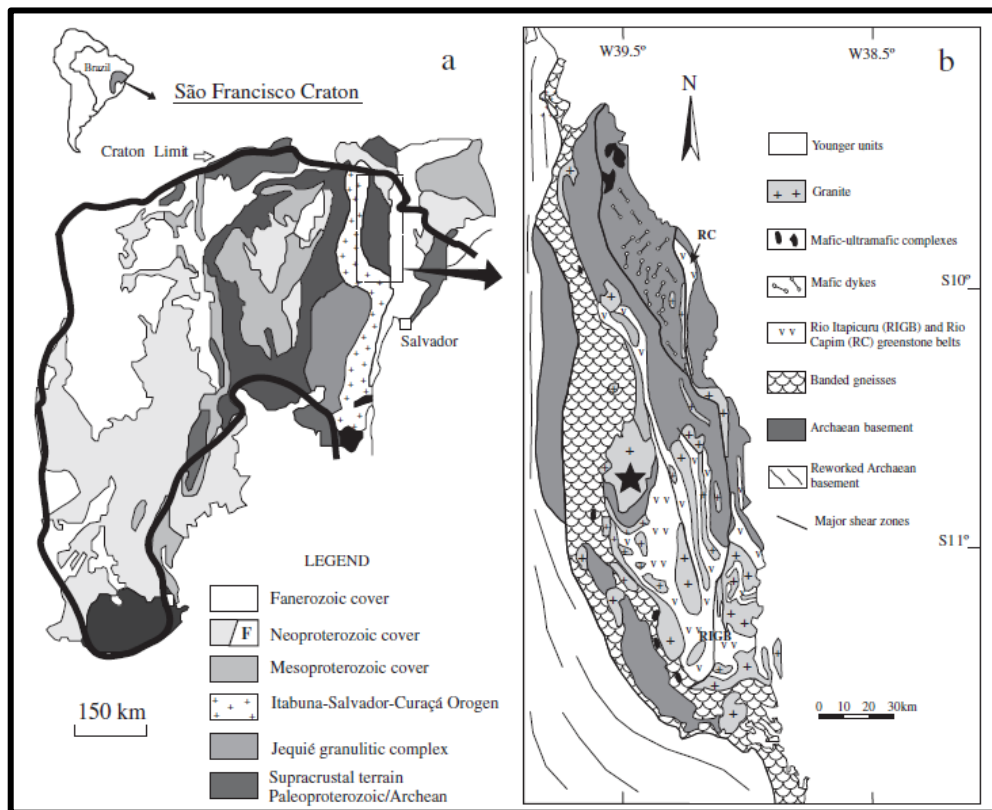 Brazil
a
São Francisco Craton
Craton Limit
Salvador
LEGEND
Fanerozoic cover
F
Neoproterozoic cover
Mesoproterozoic cover
Itabuna-Salvador-Curaçá Orogen
Jequié granulitic complex
Supracrustal terrain
Paleoproterozoic/Archean
150 km
W39.5º
W38.5º
b
N
Younger units
Granite
Mafic-ultramafic complexes
RC
Mafic dykes
S10º
Rio Itapicuru (RIGB) and Rio
Capim (RC) greenstone belts
Banded gneisses
Archaean basement
Reworked Archaean
basement
Major shear zones
S11º
RIGB
0 10 20 30km